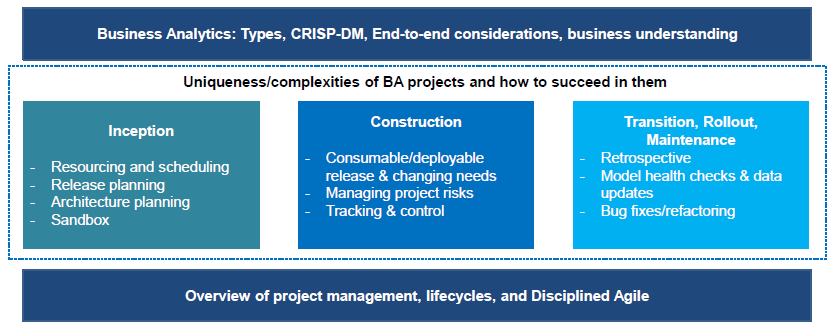 Business Analytics: Types, CRISP-DM, End-to-end considerations, business understanding
Uniqueness/complexities of BA projects and how to succeed in them
Inception
- Resourcing and scheduling
- Release planning
- Architecture planning
- Sandbox
Construction
- Consumable/deployable
release & changing needs
- Managing project risks
- Tracking & control
Transition, Rollout,
Maintenance
- Retrospective
- Model health checks & data
updates
- Bug fixes/refactoring
Overview of project management, lifecycles, and Disciplined Agile